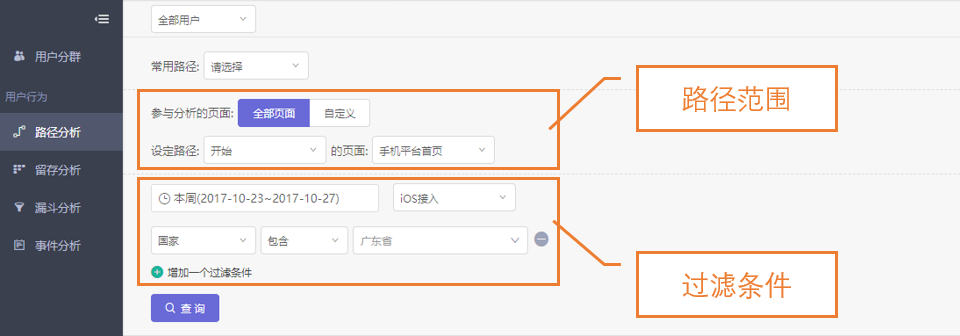 全部用户
用户分群
常用路径: 请选择
用户行为
参与分析的页面: 全部页面 自定义
路径范围
路径分析
设定路径: 开始 的页面: 手机平台首页
留存分析
本周(2017-10-23~2017-10-27) iOS接入
漏斗分析
国家 包含 广东省
事件分析
增加一个过滤条件
过滤条件
查 询